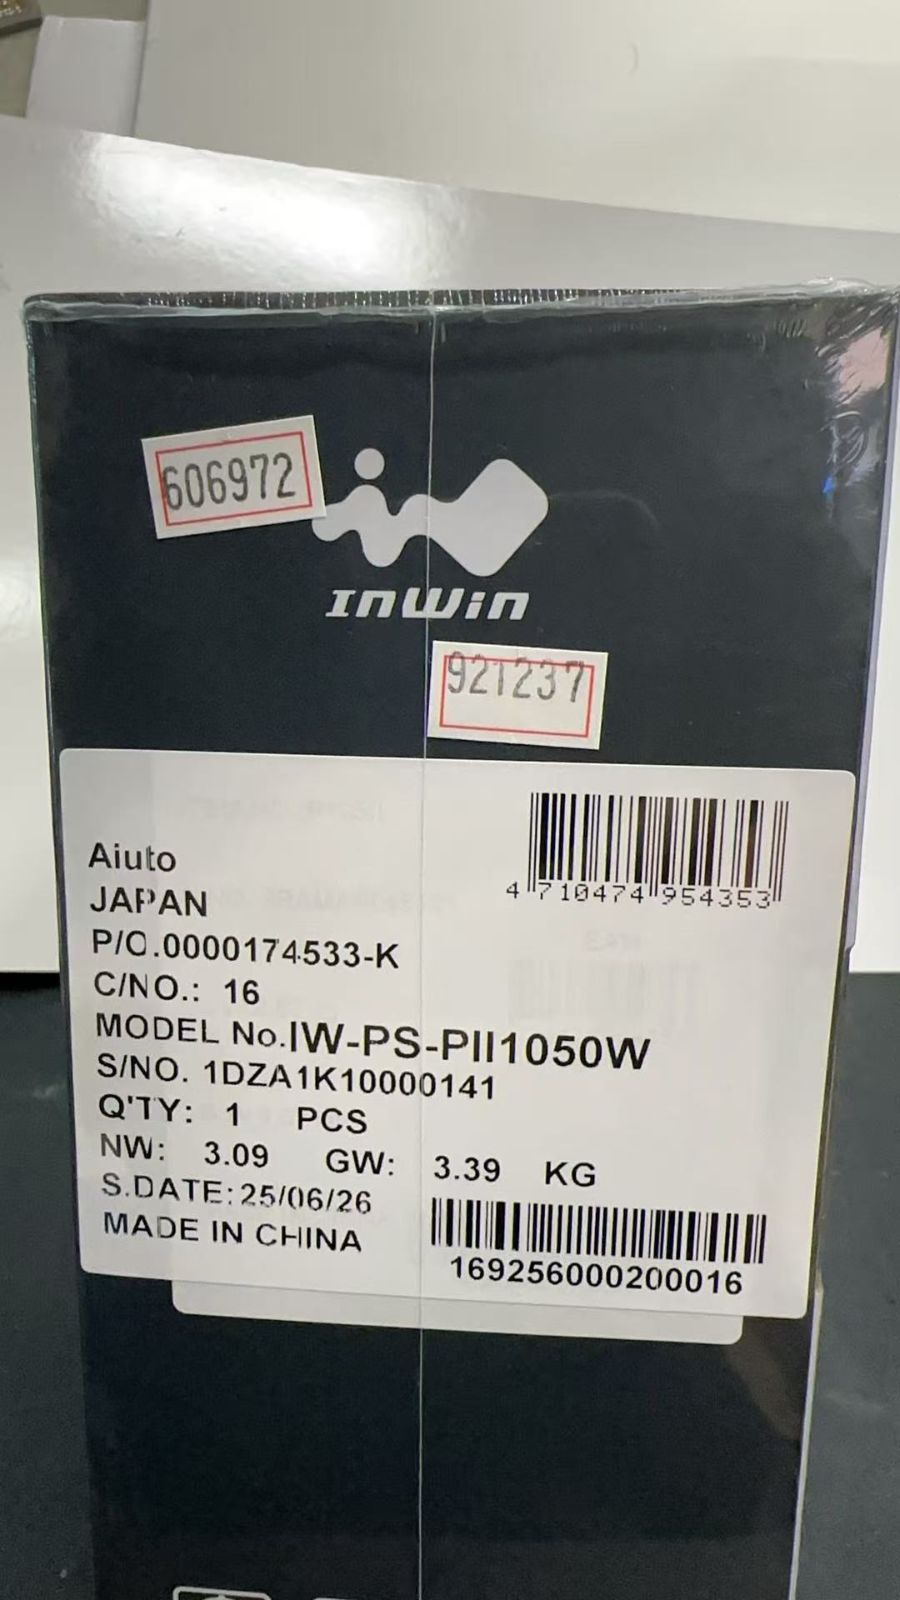 606972
InWin
921237
4 710474 954353
Aiuto
JAPAN
P/O.0000174533-K
C/NO.: 16
MODEL No.IW-PS-PII1050W
S/NO. 1DZA1K10000141
Q'TY: 1 PCS
NW: 3.09 GW: 3.39 KG
S.DATE:25/06/26
MADE IN CHINA
169256000200016